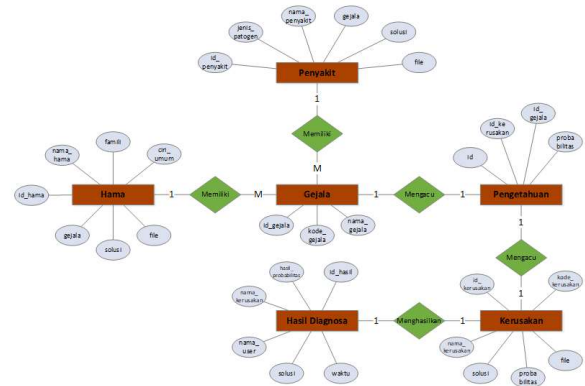 nama_
penyakit
jenis_
patogen
gejala
solusi
id_
penyakit
file
Penyakit
1
Memiliki
M
nama_
hama
famili
ciri_
umum
id_hama
Hama
gejala
solusi
file
1
Memiliki
M
Gejala
id_gejala
kode_
gejala
nama_
gejala
1
Mengacu
1
id_ke
rusakan
id_
gejala
id
proba
bilitas
Pengetahuan
1
Mengacu
1
hasil_
probabilitas
id_hasil
nama_
kerusakan
nama_
user
solusi
waktu
Hasil Diagnosa
1
Menghasilkan
1
id_
kerusakan
kode_
kerusakan
Kerusakan
nama_
kerusakan
solusi
proba
bilitas
file